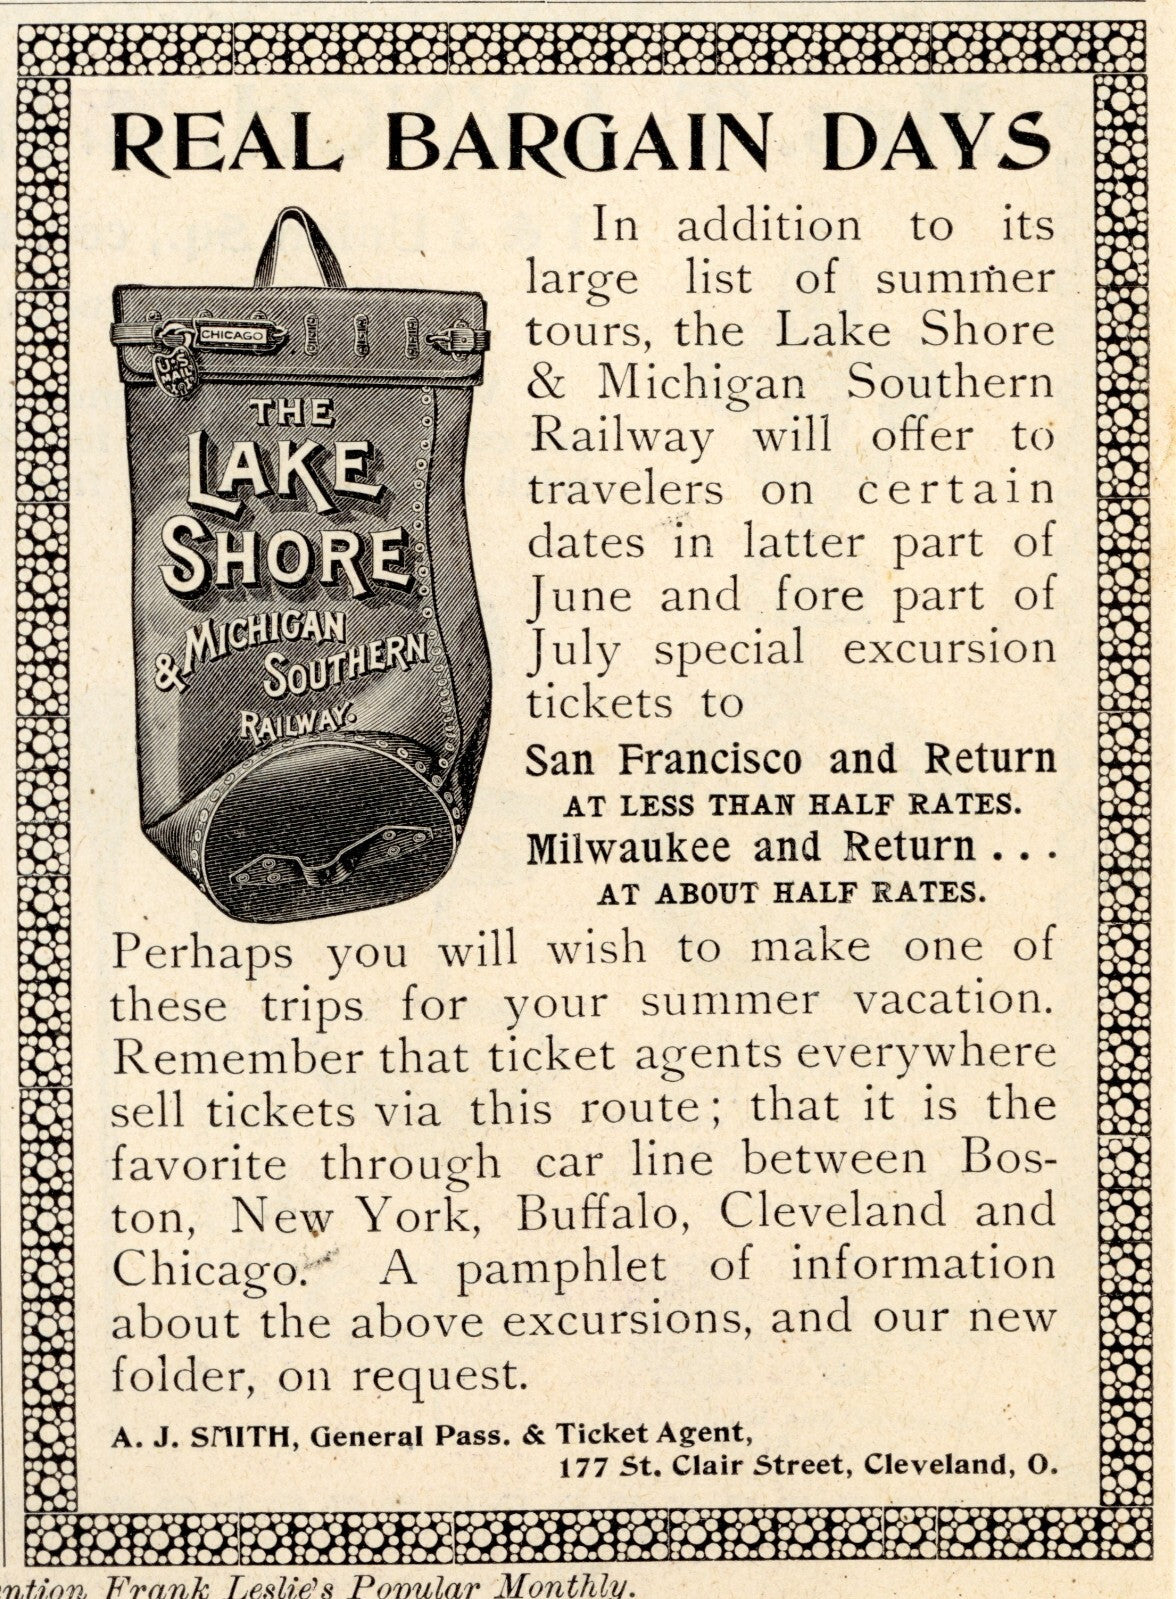 REAL BARGAIN DAYS
CHICAGO
U.S
MAIL
THE
LAKE
SHORE
& MICHIGAN
SOUTHERN
RAILWAY.
In addition to its
large list of summer
tours, the Lake Shore
& Michigan Southern
Railway will offer to
travelers on certain
dates in latter part of
June and fore part of
July special excursion
tickets to
San Francisco and Return
AT LESS THAN HALF RATES.
Milwaukee and Return . . .
AT ABOUT HALF RATES.
Perhaps you will wish to make one of
these trips for your summer vacation.
Remember that ticket agents everywhere
sell tickets via this route; that it is the
favorite through car line between Bos-
ton, New York, Buffalo, Cleveland and
Chicago. A pamphlet of information
about the above excursions, and our new
folder, on request.
A. J. SMITH, General Pass. & Ticket Agent,
177 St. Clair Street, Cleveland, O.
Frank Leslie's Popular Monthly.